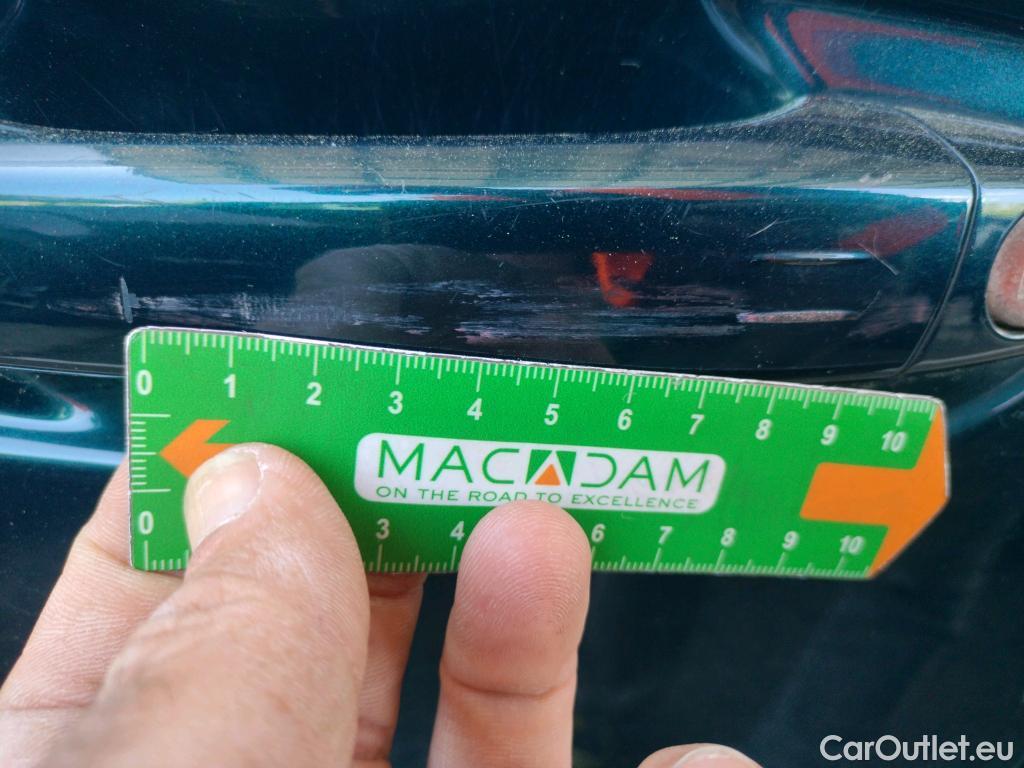 0 1 2 3 4 5 6 7 8 9 10
MACADAM
ON THE ROAD TO EXCELLENCE
0 3 4 6 7 8 9 10
CarOutlet.eu